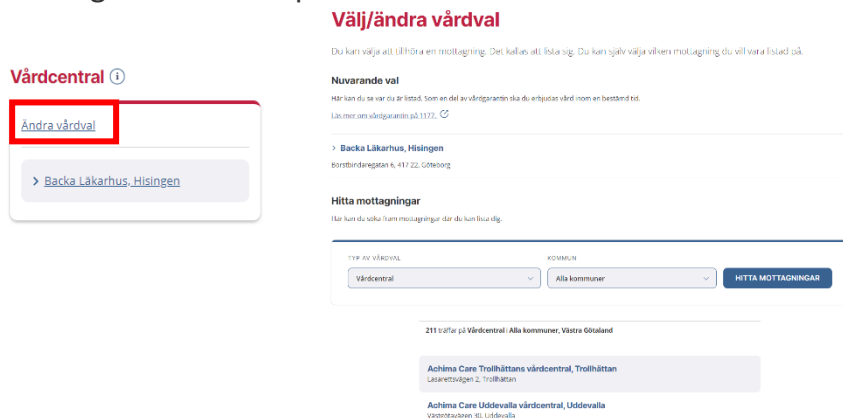 Vårdcentral
Ändra vårdval
Backa Läkarhus, Hisingen
Välj/ändra vårdval
Du kan välja att tillhöra en mottagning. Det kallas att lista sig. Du kan själv välja vilken mottagning du vill vara listad på.
Nuvarande val
Här kan du se var du är listad. Som en del av vårdgarantin ska du erbjudas vård inom en bestämd tid.
Läs mer om vårdgarantin på 1177.
Backa Läkarhus, Hisingen
Borstbindaregatan 6, 417 22, Göteborg
Hitta mottagningar
Här kan du söka fram mottagningar där du kan lista dig.
TYP AV VÅRDVAL KOMMUN
Vårdcentral Alla kommuner HITTA MOTTAGNINGAR
211 träffar på Vårdcentral i Alla kommuner, Västra Götaland
Achima Care Trollhättans vårdcentral, Trollhättan
Lasarettsvägen 2, Trollhättan
Achima Care Uddevalla vårdcentral, Uddevalla
Västgötavägen 30, Uddevalla